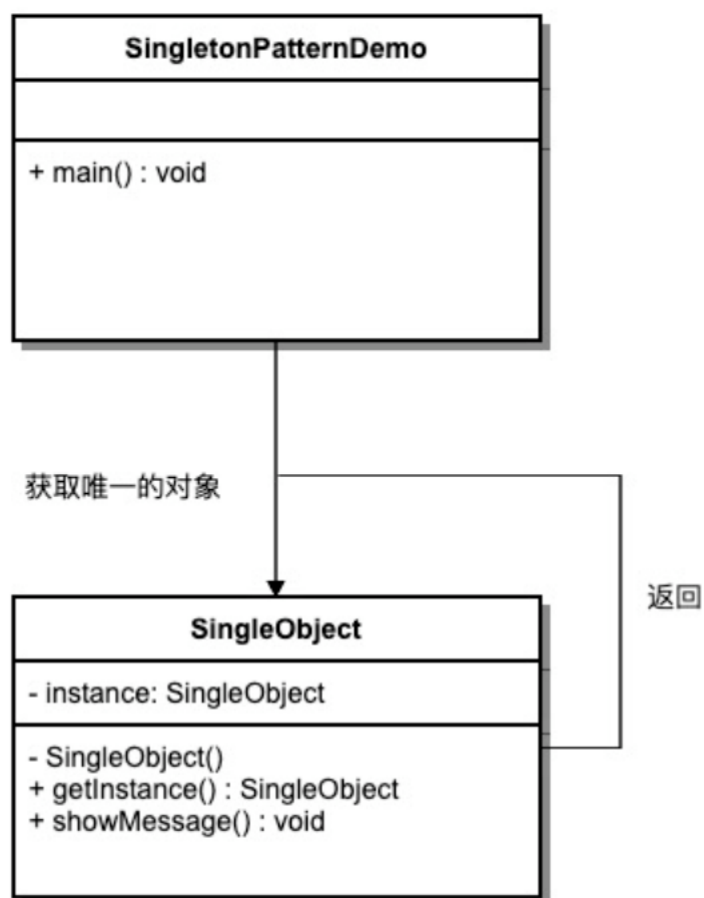 SingletonPatternDemo
+ main() : void
获取唯一的对象
返回
SingleObject
- instance: SingleObject
- SingleObject()
+ getInstance() : SingleObject
+ showMessage() : void